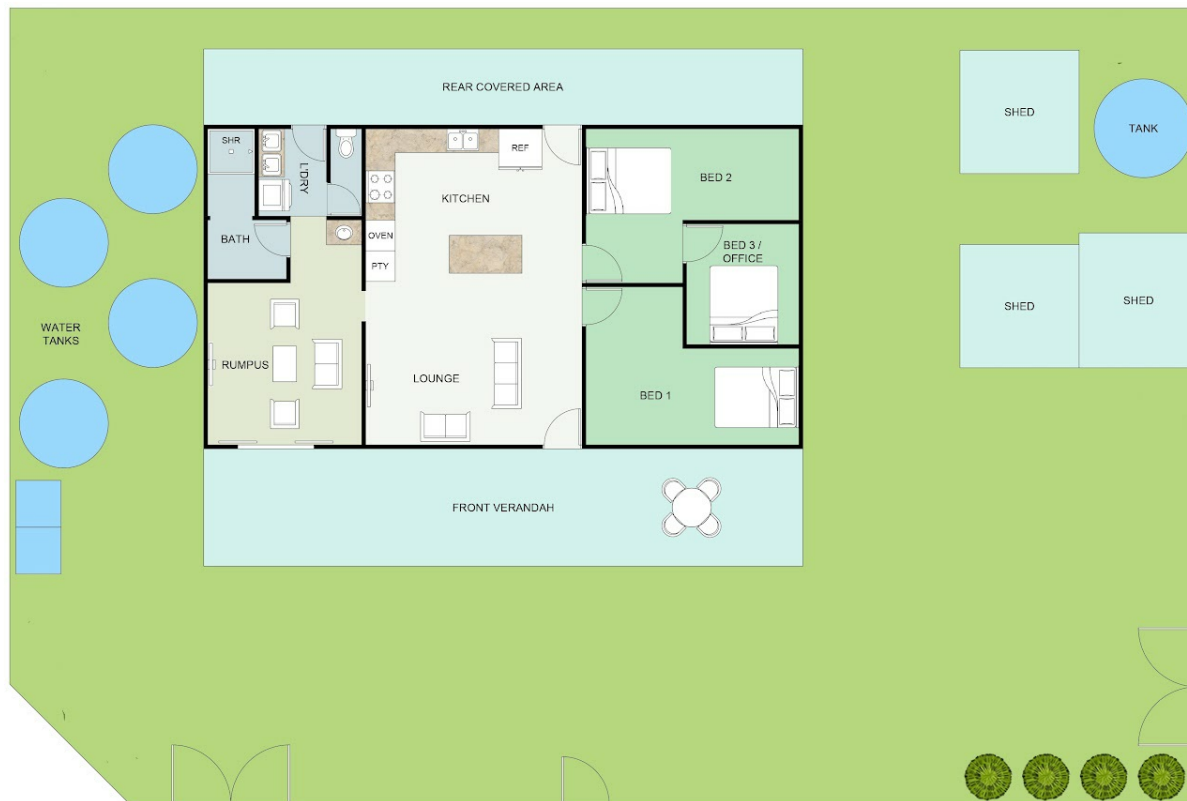 REAR COVERED AREA
SHED
TANK
SHR
L'DRY
REF
BED 2
KITCHEN
BATH
OVEN
PTY
BED 3 /
OFFICE
SHED
SHED
WATER
TANKS
RUMPUS
LOUNGE
BED 1
FRONT VERANDAH